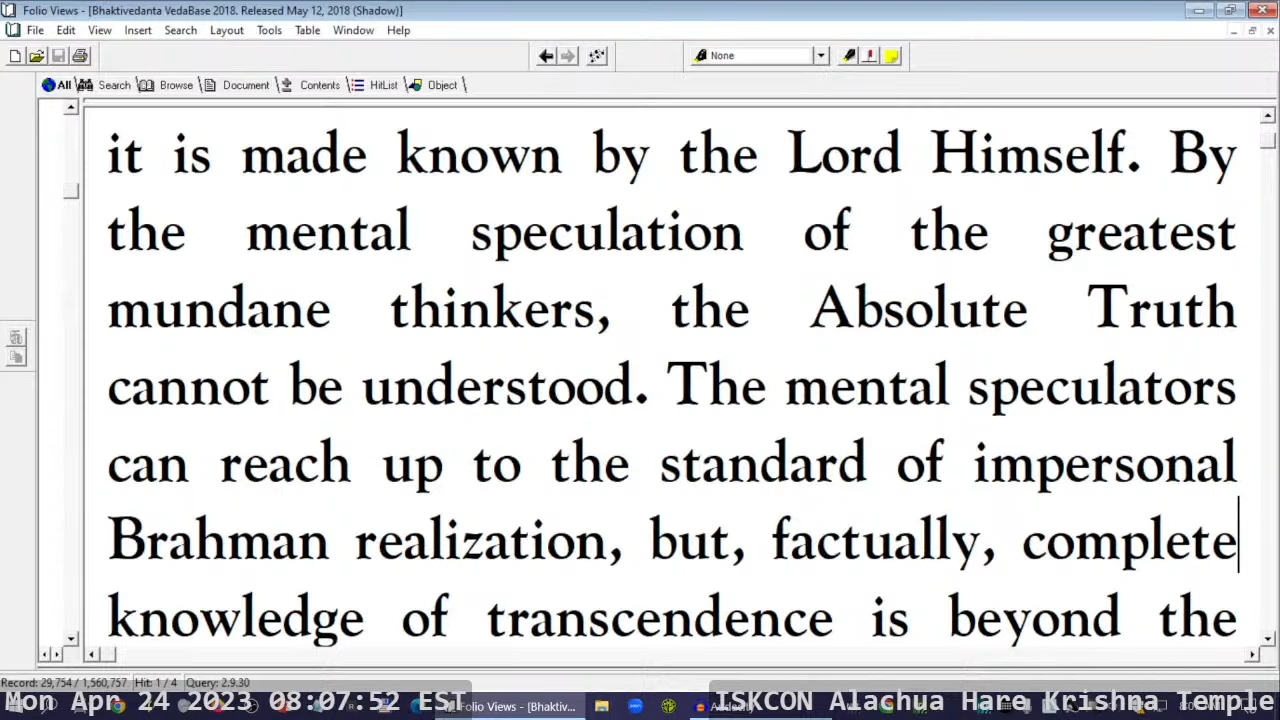 Folio Views - [Bhaktivedanta VedaBase 2018. Released May 12, 2018 (Shadow)]
File Edit View Insert Search Layout Tools Table Window Help
None
All Search Browse Document Contents HitList Object
it is made known by the Lord Himself. By
the mental speculation of the greatest
mundane thinkers, the Absolute Truth
cannot be understood. The mental speculators
can reach up to the standard of impersonal
Brahman realization, but, factually, complete
knowledge of transcendence is beyond the
Record: 29,754 / 1,560,757 Hit: 1 / 4 Query: 2.9.30
Mon Apr 24 2023 08:07:52 EST ISKCON Alachua Hare Krishna Temple
Folio Views - [Bhaktiv...